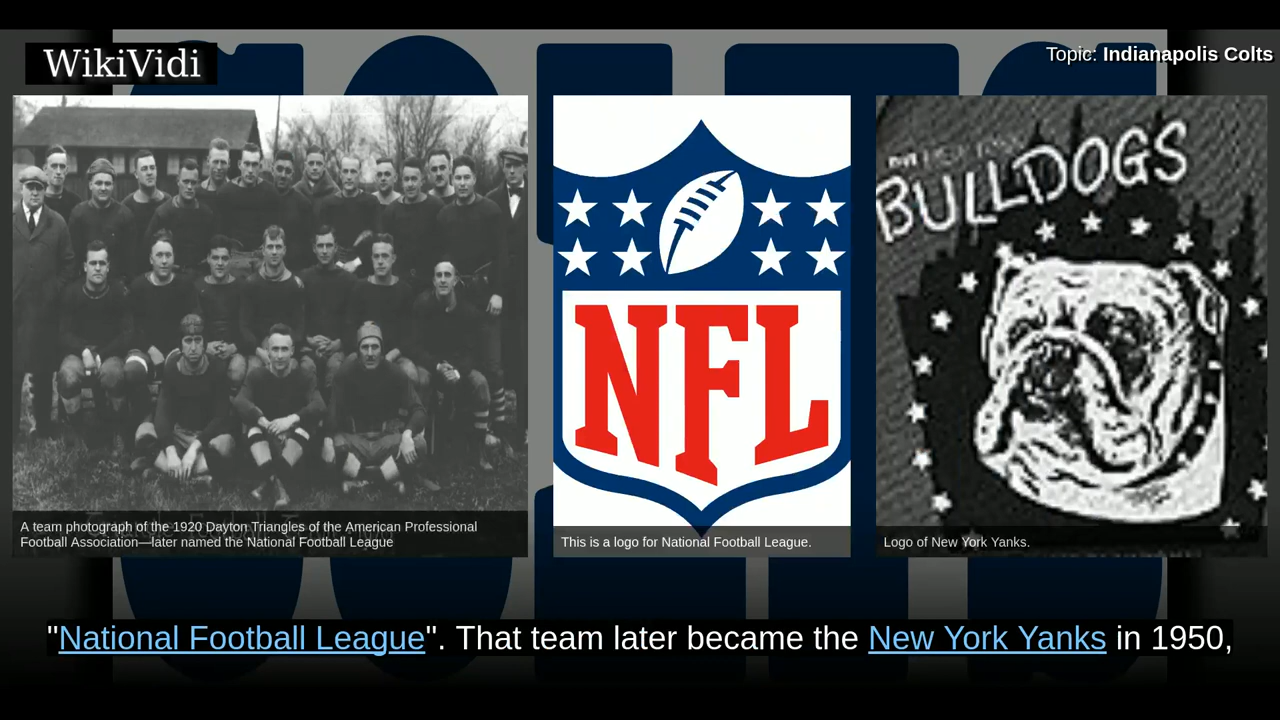 WikiVidi
Topic: Indianapolis Colts
BULLDOGS
NFL
A team photograph of the 1920 Dayton Triangles of the American Professional
Football Association—later named the National Football League
This is a logo for National Football League.
Logo of New York Yanks.
"National Football League". That team later became the New York Yanks in 1950,